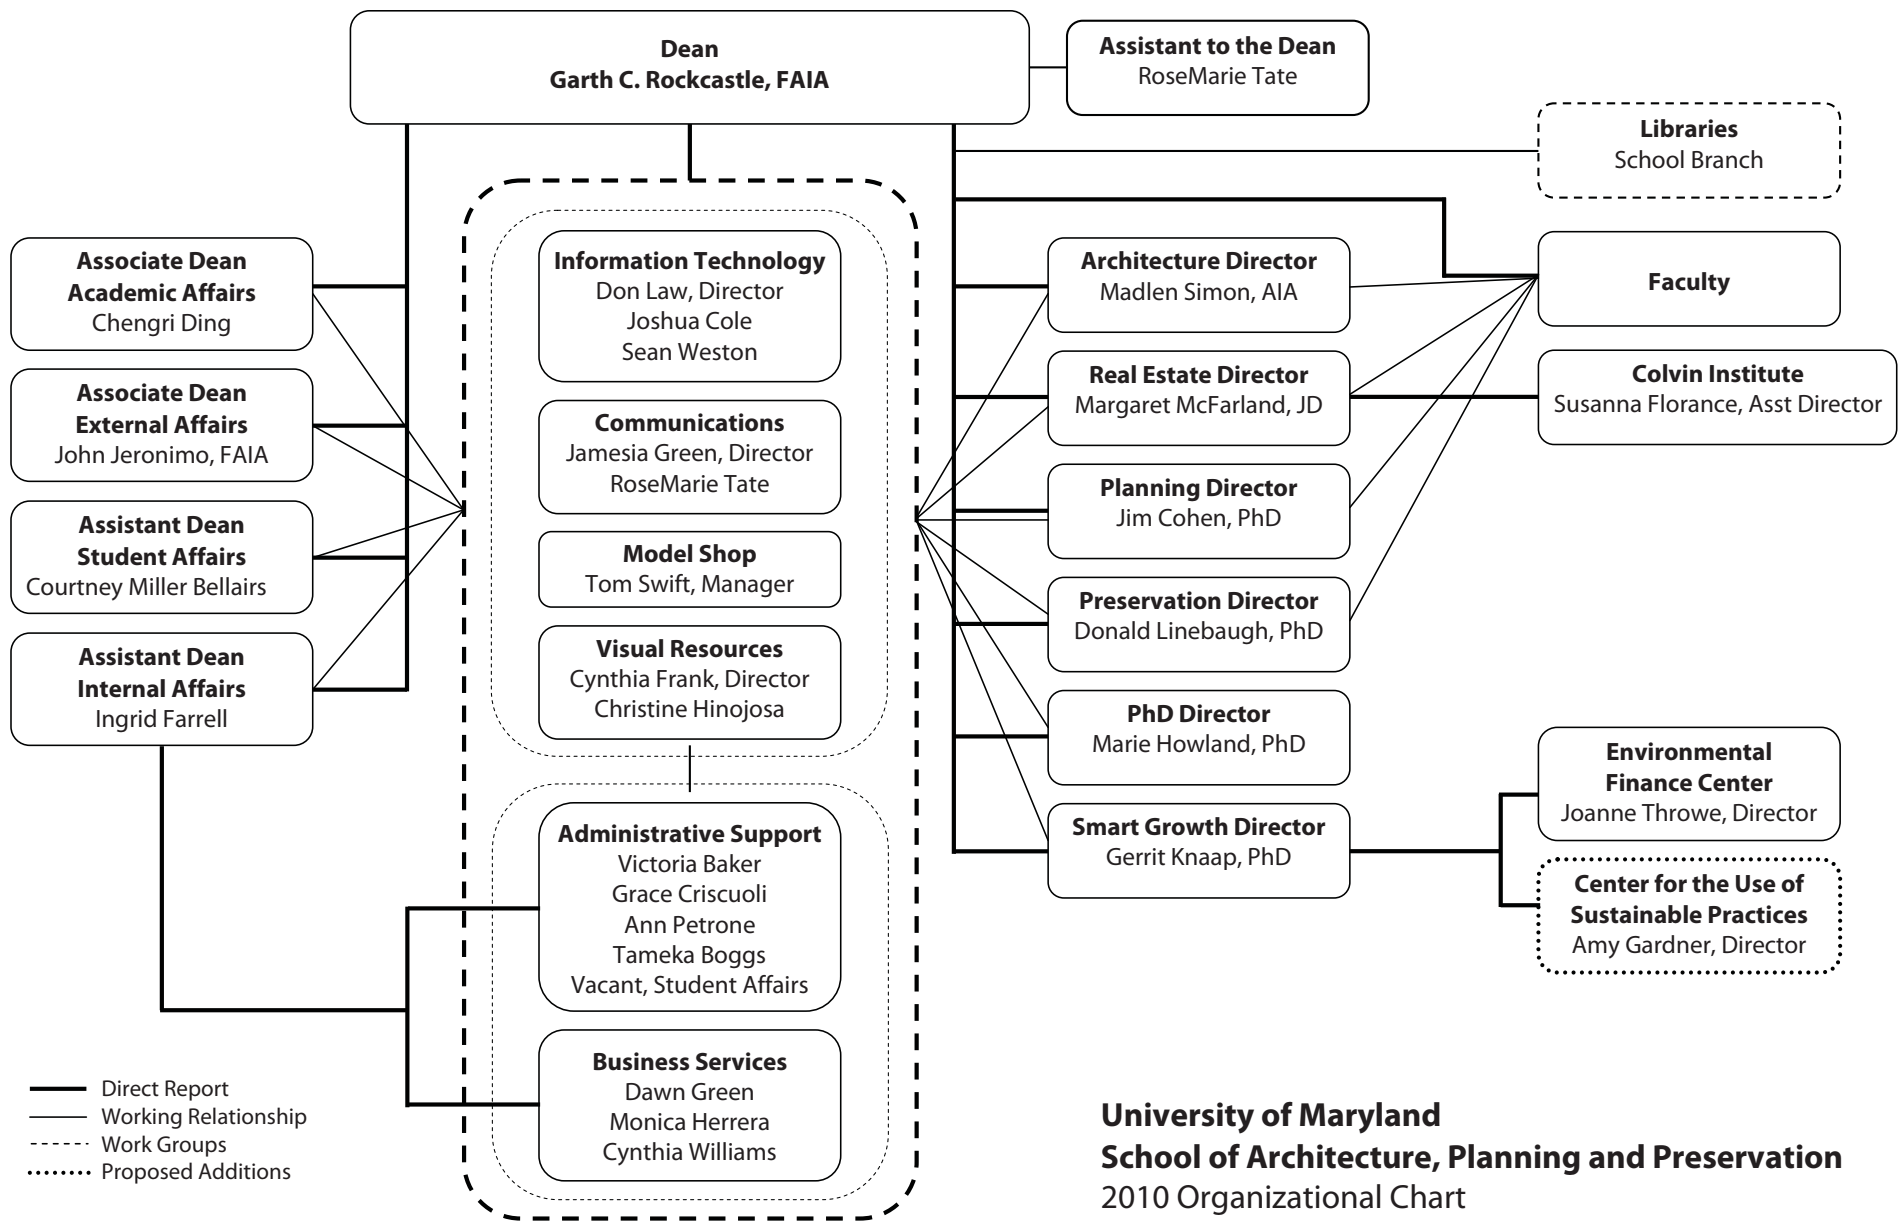 Dean
Garth C. Rockcastle, FAIA
Assistant to the Dean
RoseMarie Tate
Libraries
School Branch
Associate Dean
Academic Affairs
Chengri Ding
Associate Dean
External Affairs
John Jeronimo, FAIA
Assistant Dean
Student Affairs
Courtney Miller Bellairs
Assistant Dean
Internal Affairs
Ingrid Farrell
Information Technology
Don Law, Director
Joshua Cole
Sean Weston
Communications
Jamesia Green, Director
RoseMarie Tate
Model Shop
Tom Swift, Manager
Visual Resources
Cynthia Frank, Director
Christine Hinojosa
Administrative Support
Victoria Baker
Grace Criscuoli
Ann Petrone
Tameka Boggs
Vacant, Student Affairs
Business Services
Dawn Green
Monica Herrera
Cynthia Williams
Architecture Director
Madlen Simon, AIA
Real Estate Director
Margaret McFarland, JD
Planning Director
Jim Cohen, PhD
Preservation Director
Donald Linebaugh, PhD
PhD Director
Marie Howland, PhD
Smart Growth Director
Gerrit Knaap, PhD
Faculty
Colvin Institute
Susanna Florance, Asst Director
Environmental
Finance Center
Joanne Throwe, Director
Center for the Use of
Sustainable Practices
Amy Gardner, Director
Direct Report
Working Relationship
Work Groups
Proposed Additions
University of Maryland
School of Architecture, Planning and Preservation
2010 Organizational Chart